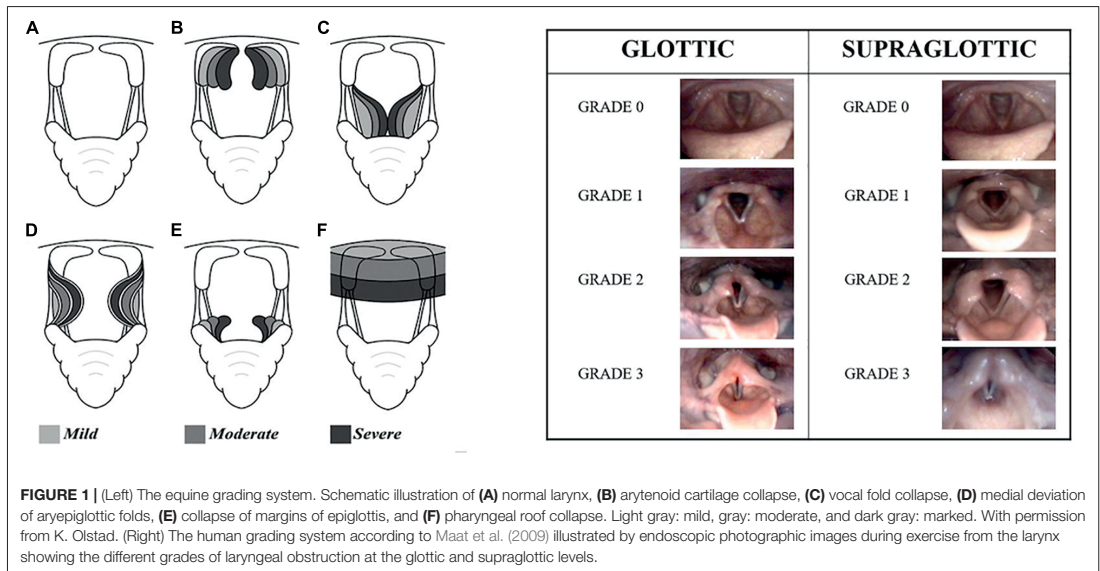 A
B
C
D
E
F
Mild
Moderate
Severe
GLOTTIC
SUPRAGLOTTIC
GRADE 0
GRADE 0
GRADE 1
GRADE 1
GRADE 2
GRADE 2
GRADE 3
GRADE 3
FIGURE 1 | (Left) The equine grading system. Schematic illustration of (A) normal larynx, (B) arytenoid cartilage collapse, (C) vocal fold collapse, (D) medial deviation
of aryepiglottic folds, (E) collapse of margins of epiglottis, and (F) pharyngeal roof collapse. Light gray: mild, gray: moderate, and dark gray: marked. With permission
from K. Olstad. (Right) The human grading system according to Maat et al. (2009) illustrated by endoscopic photographic images during exercise from the larynx
showing the different grades of laryngeal obstruction at the glottic and supraglottic levels.